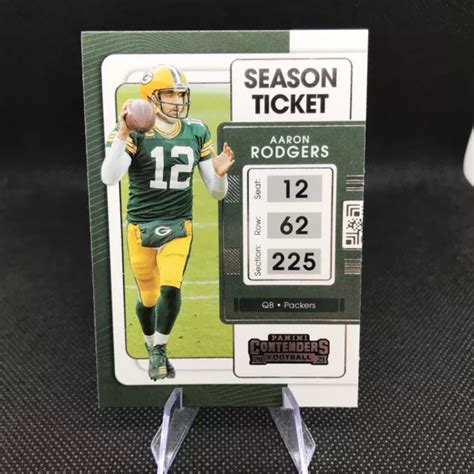 SEASON
TICKET
AARON
RODGERS
Seat: 12
Row: 62
Section: 225
QB • Packers
PANINI
CONTENDERS
FOOTBALL
G
12
G